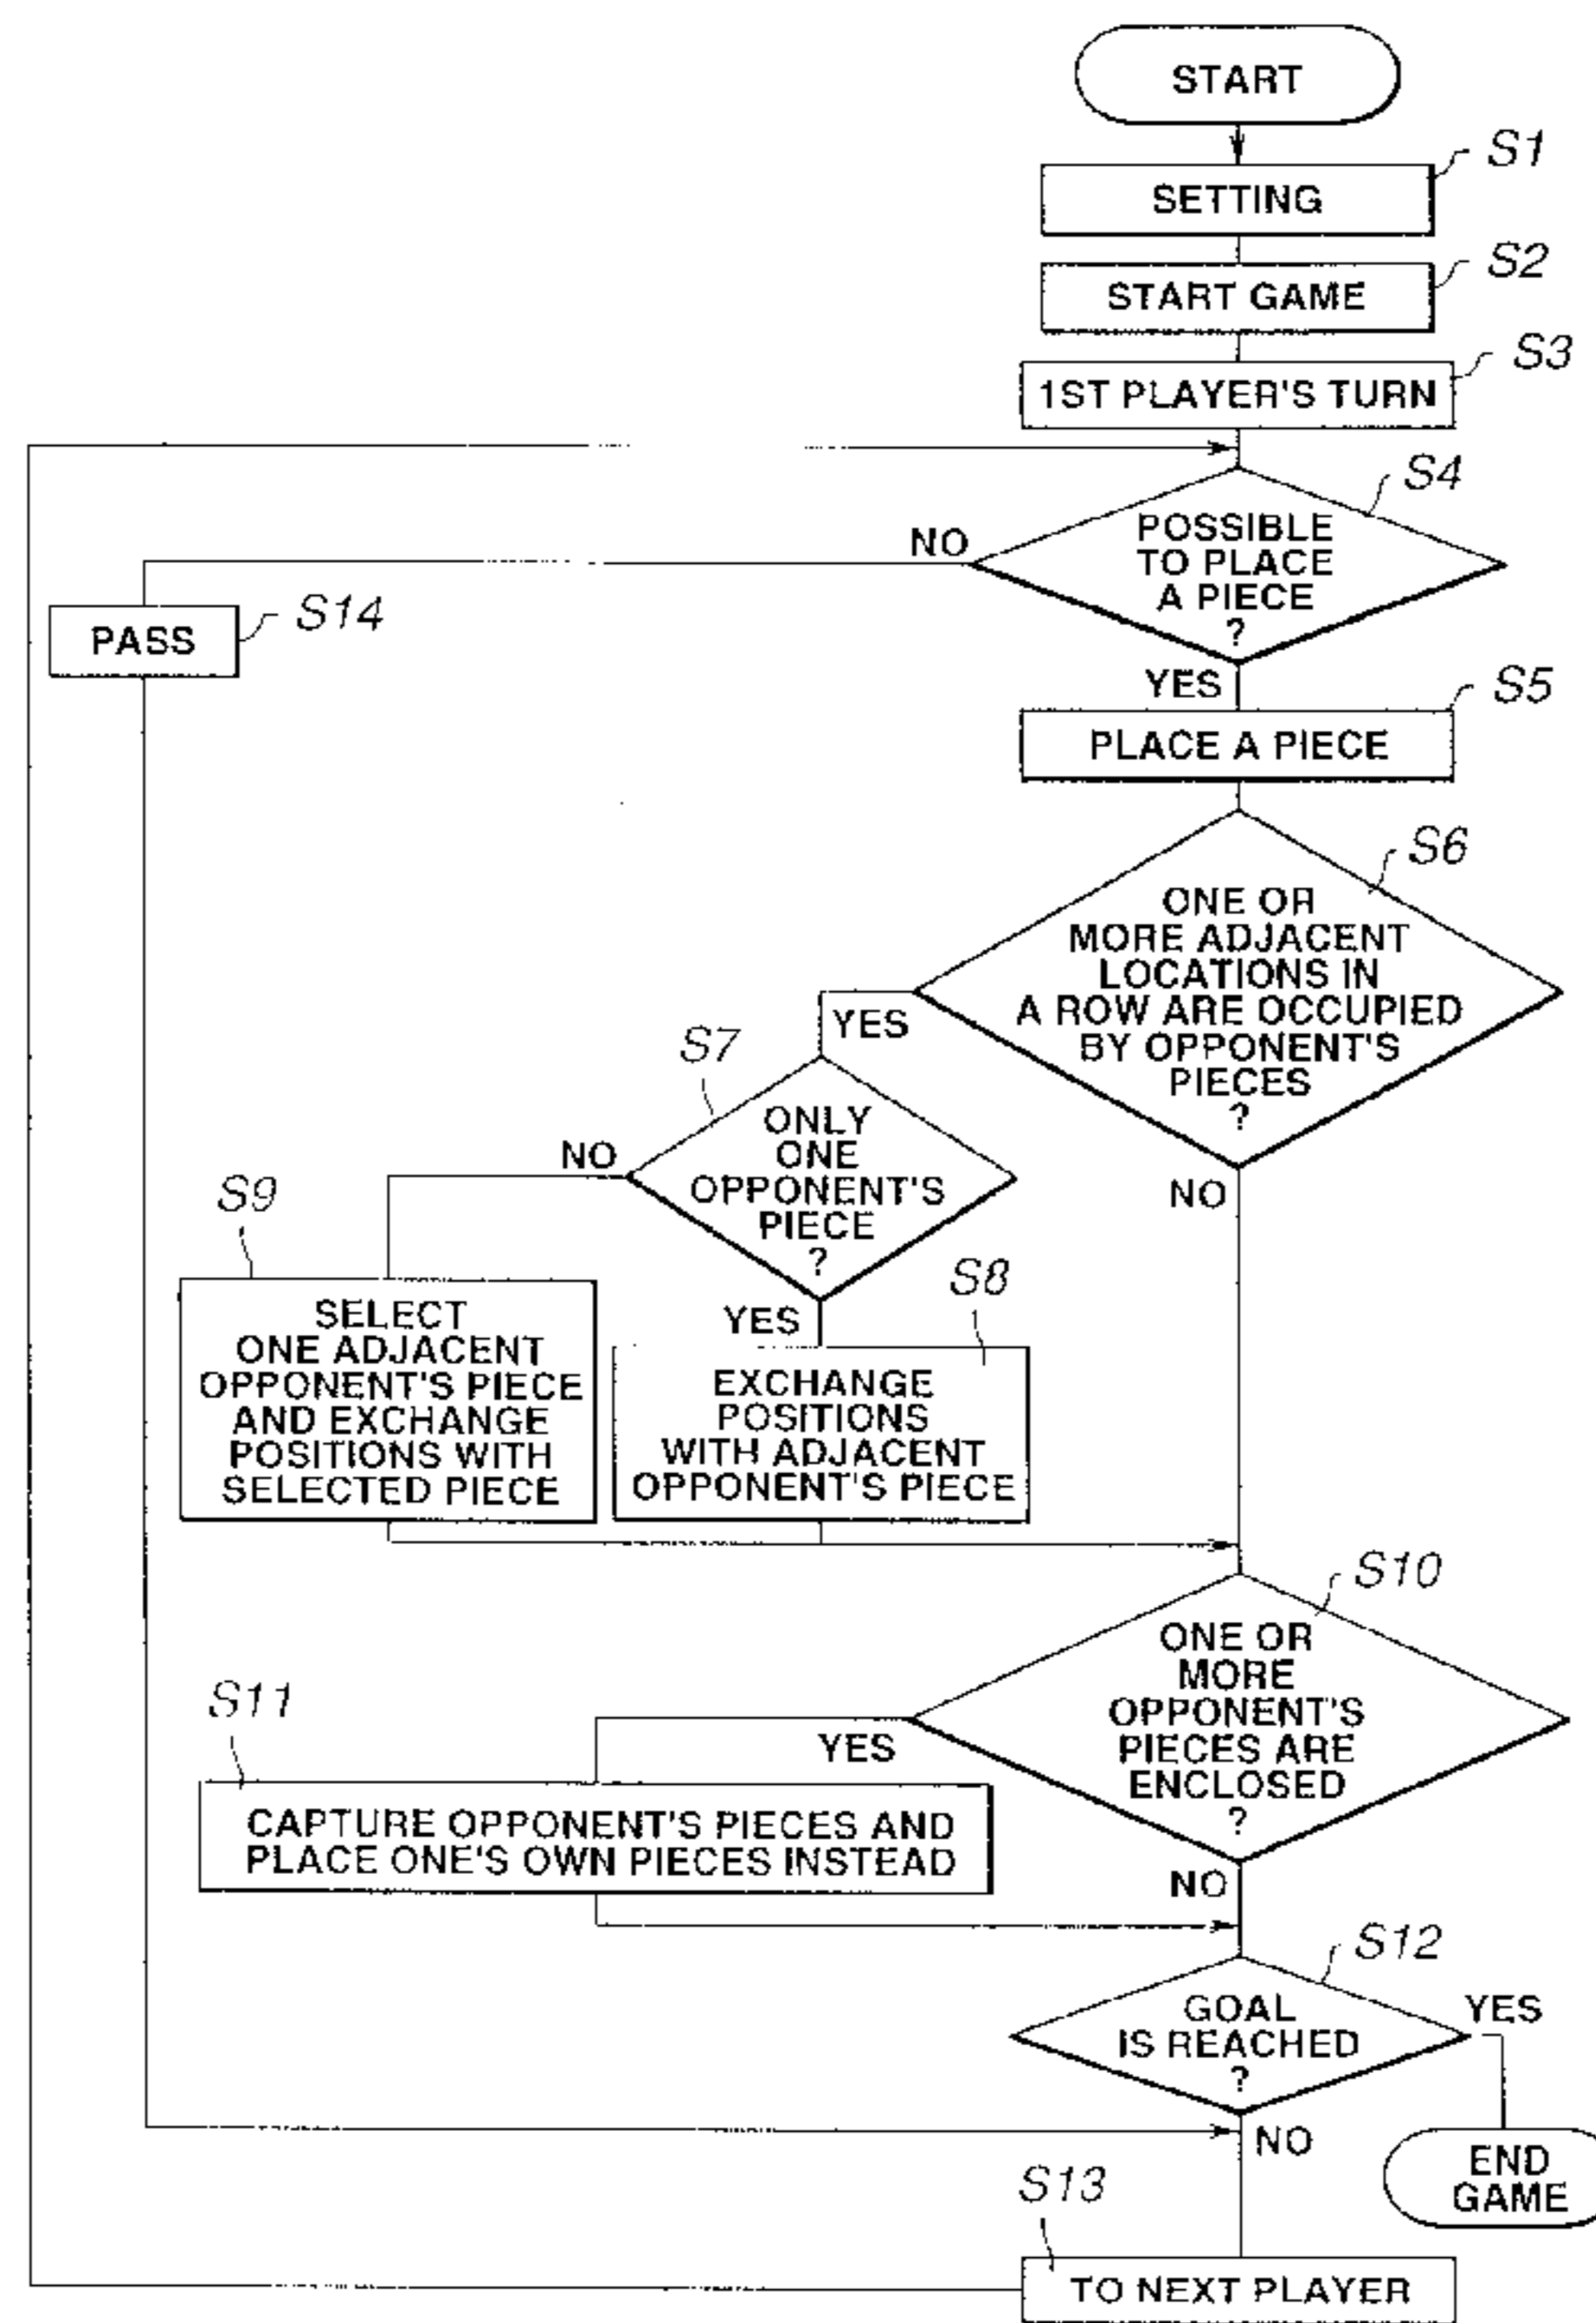 START
S1
SETTING
S2
START GAME
S3
1ST PLAYER'S TURN
S4
POSSIBLE
TO PLACE
A PIECE
?
NO
S14
PASS
YES
S5
PLACE A PIECE
S6
ONE OR
MORE ADJACENT
LOCATIONS IN
A ROW ARE OCCUPIED
BY OPPONENT'S
PIECES
?
YES
NO
S7
ONLY
ONE
OPPONENT'S
PIECE
?
NO
YES
S9
SELECT
ONE ADJACENT
OPPONENT'S PIECE
AND EXCHANGE
POSITIONS WITH
SELECTED PIECE
S8
EXCHANGE
POSITIONS
WITH ADJACENT
OPPONENT'S PIECE
S10
ONE OR
MORE
OPPONENT'S
PIECES ARE
ENCLOSED
?
YES
NO
S11
CAPTURE OPPONENT'S PIECES AND
PLACE ONE'S OWN PIECES INSTEAD
S12
GOAL
IS REACHED
?
YES
NO
END
GAME
S13
TO NEXT PLAYER